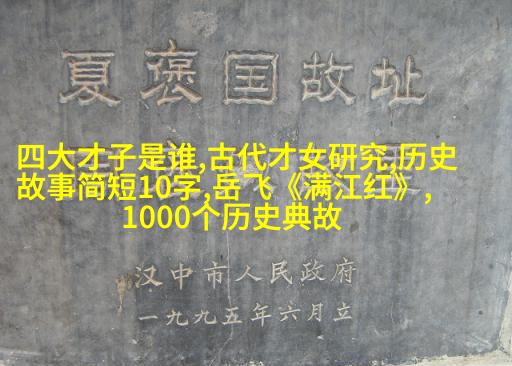 夏褒国故址
四大才子是谁,古代才女研究,历史
故事简短10字,岳飞《满江红》,
1000个历史典故
汉中市人民政府
一九九五年六月立